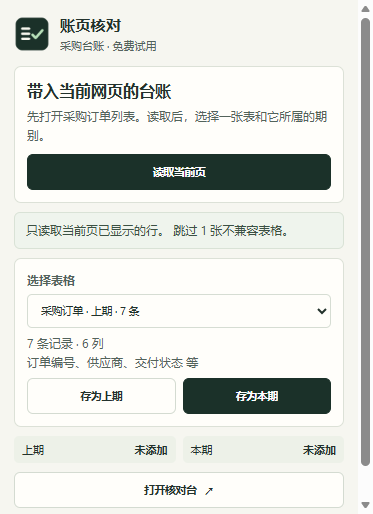 账页核对
采购台账 · 免费试用
带入当前网页的台账
先打开采购订单列表。读取后，选择一张表和它所属的期
别。
读取当前页
只读取当前页已显示的行。 跳过 1 张不兼容表格。
选择表格
采购订单 · 上期 · 7 条
7 条记录 · 6 列
订单编号、供应商、交付状态 等
存为上期
存为本期
上期 未添加 本期 未添加
打开核对台 ↗